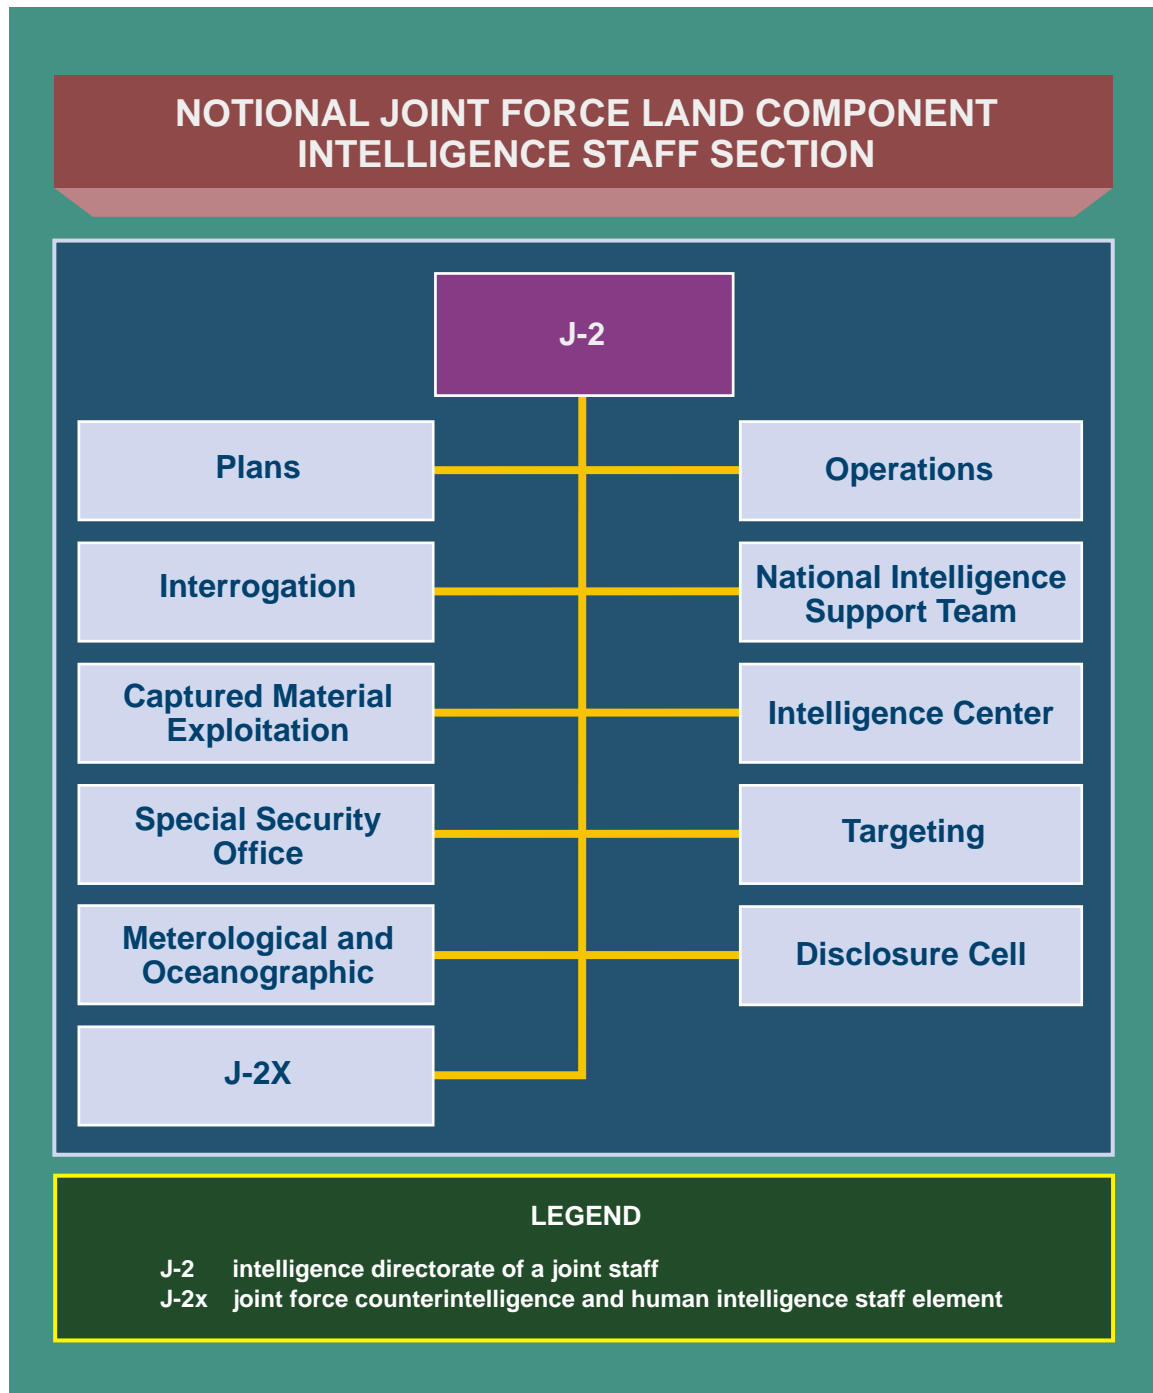 NOTIONAL JOINT FORCE LAND COMPONENT
INTELLIGENCE STAFF SECTION
J-2
Plans
Operations
Interrogation
National Intelligence
Support Team
Captured Material
Exploitation
Intelligence Center
Special Security
Office
Targeting
Meterological and
Oceanographic
Disclosure Cell
J-2X
LEGEND
J-2 intelligence directorate of a joint staff
J-2x joint force counterintelligence and human intelligence staff element